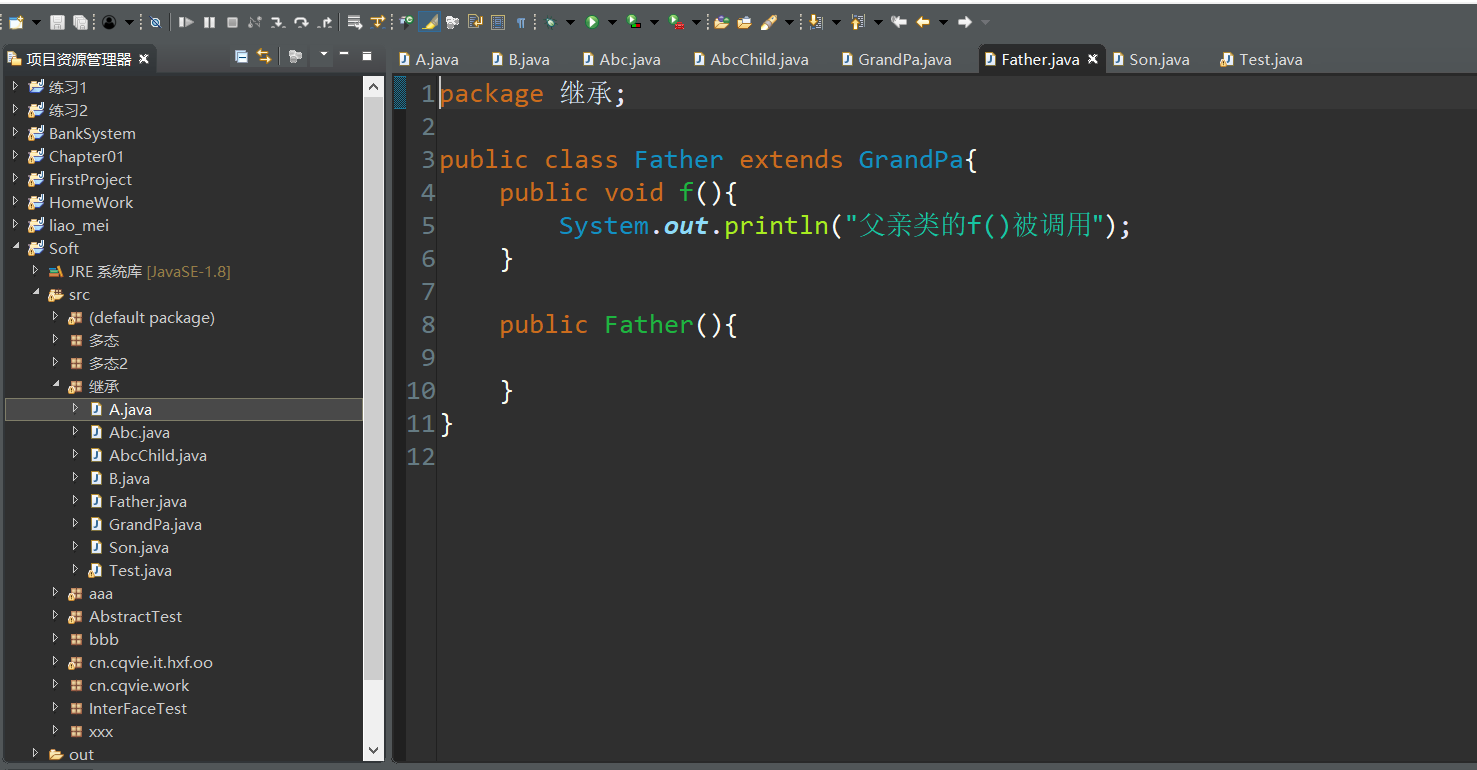 项目资源管理器
练习1
练习2
BankSystem
Chapter01
FirstProject
HomeWork
liao_mei
Soft
JRE 系统库 [JavaSE-1.8]
src
(default package)
多态
多态2
继承
A.java
Abc.java
AbcChild.java
B.java
Father.java
GrandPa.java
Son.java
Test.java
aaa
AbstractTest
bbb
cn.cqvie.it.hxf.oo
cn.cqvie.work
InterFaceTest
xxx
out
A.java B.java Abc.java AbcChild.java GrandPa.java Father.java Son.java Test.java
1 package 继承;
2
3 public class Father extends GrandPa{
4     public void f(){
5         System.out.println("父亲类的f()被调用");
6     }
7
8     public Father(){
9
10     }
11 }
12